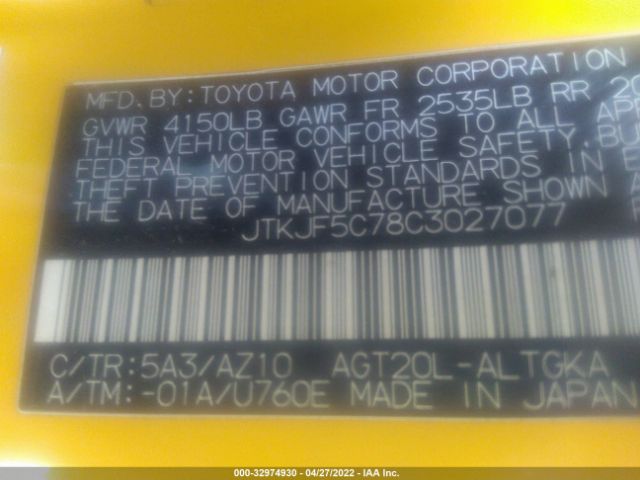 MFD. BY: TOYOTA MOTOR CORPORATION
GVWR 4150LB GAWR FR 2535LB RR
THIS VEHICLE CONFORMS TO ALL
FEDERAL MOTOR VEHICLE SAFETY,
THEFT PREVENTION STANDARDS IN
THE DATE OF MANUFACTURE SHOWN
JTKJF5C78C3027077
C/TR:5A3/AZ10 AGT20L-ALTGKA
A/TM:-01A/U760E MADE IN JAPAN
000-32974930 - 04/27/2022 - IAA Inc.